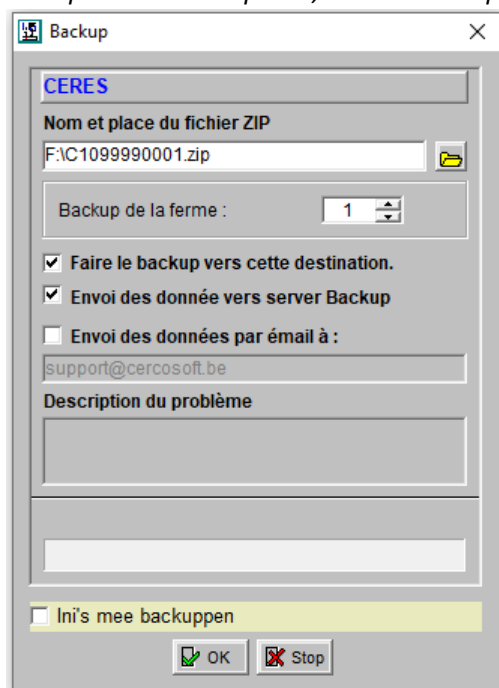 Backup
CERES
Nom et place du fichier ZIP
F:\C1099990001.zip
Backup de la ferme : 1
Faire le backup vers cette destination.
Envoi des donnée vers server Backup
Envoi des données par émail à :
support@cercosoft.be
Description du problème
Ini's mee backuppen
OK Stop